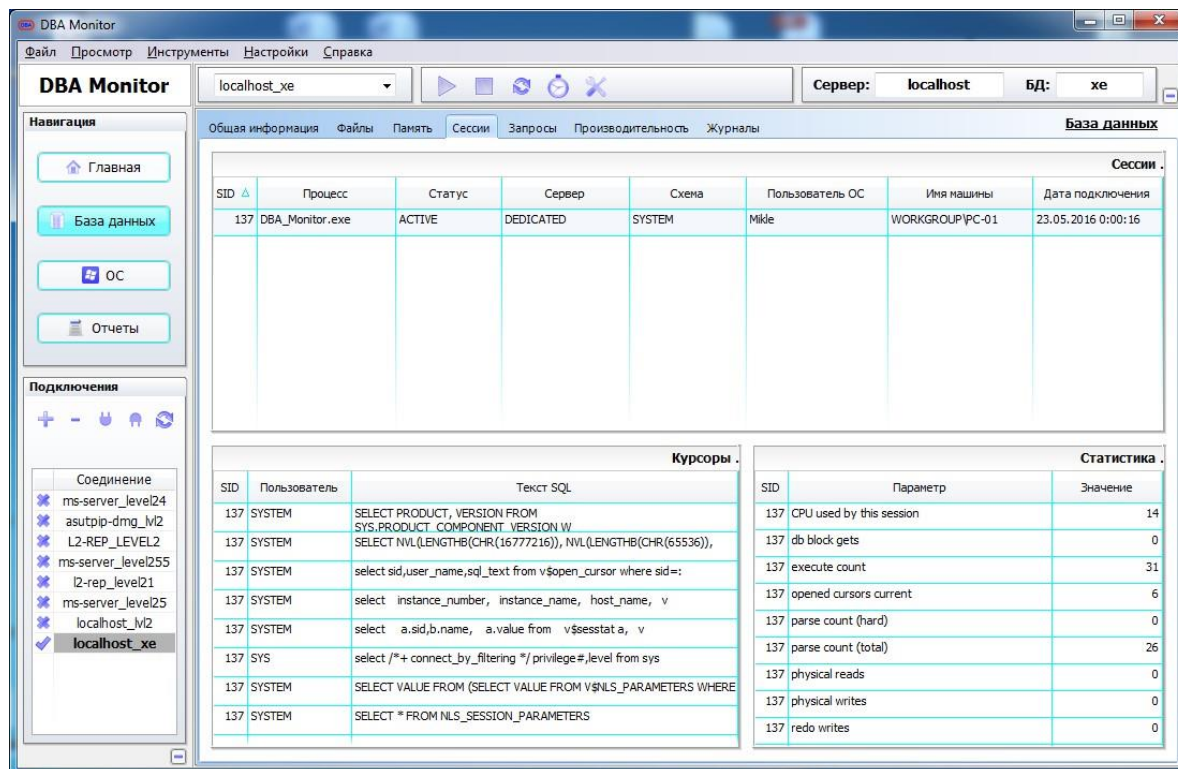 DBA Monitor
Файл Просмотр Инструменты Настройки Справка
DBA Monitor
localhost_xe
Сервер: localhost БД: xe
Навигация
Главная
База данных
ОС
Отчеты
Подключения
Соединение
ms-server_level24
asutpip-dmg_lvl2
L2-REP_LEVEL2
ms-server_level255
l2-rep_level21
ms-server_level25
localhost_lvl2
localhost_xe
Общая информация Файлы Память Сессии Запросы Производительность Журналы
База данных
Сессии .
SID Процесс Статус Сервер Схема Пользователь ОС Имя машины Дата подключения
137 DBA_Monitor.exe ACTIVE DEDICATED SYSTEM Mikle WORKGROUP\PC-01 23.05.2016 0:00:16
Курсоры .
SID Пользователь Текст SQL
137 SYSTEM SELECT PRODUCT, VERSION FROM
SYS.PRODUCT_COMPONENT_VERSION W
137 SYSTEM SELECT NVL(LENGTHB(CHR(16777216)), NVL(LENGTHB(CHR(65536)),
137 SYSTEM select sid,user_name,sql_text from v$open_cursor where sid=:
137 SYSTEM select instance_number, instance_name, host_name, v
137 SYSTEM select a.sid,b.name, a.value from v$sesstat a, v
137 SYS select /*+ connect_by_filtering */ privilege#,level from sys
137 SYSTEM SELECT VALUE FROM (SELECT VALUE FROM V$NLS_PARAMETERS WHERE
137 SYSTEM SELECT * FROM NLS_SESSION_PARAMETERS
Статистика .
SID Параметр Значение
137 CPU used by this session 14
137 db block gets 0
137 execute count 31
137 opened cursors current 6
137 parse count (hard) 0
137 parse count (total) 26
137 physical reads 0
137 physical writes 0
137 redo writes 0